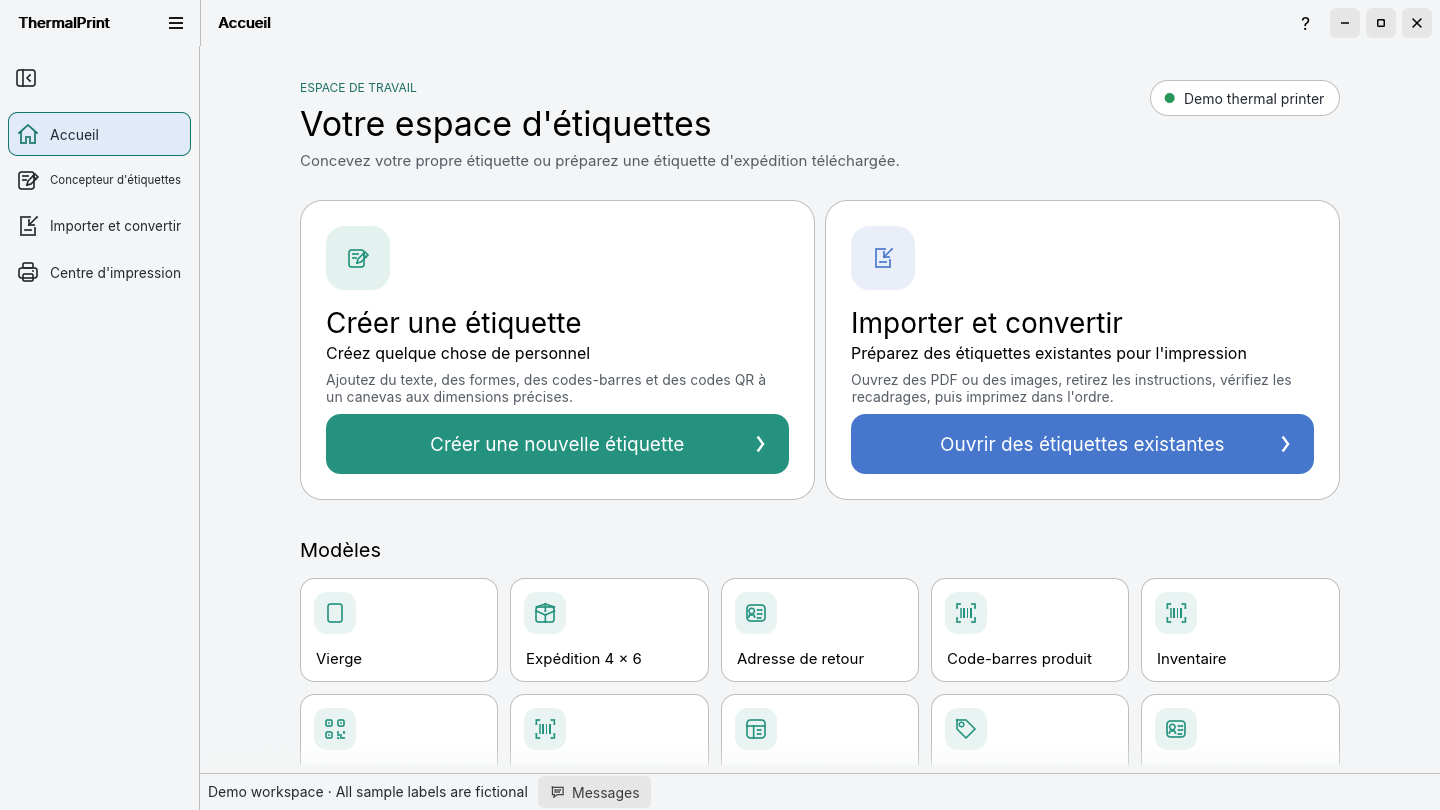 ThermalPrint
Accueil
?
Accueil
Concepteur d'étiquettes
Importer et convertir
Centre d'impression
ESPACE DE TRAVAIL
Votre espace d'étiquettes
Concevez votre propre étiquette ou préparez une étiquette d'expédition téléchargée.
Demo thermal printer
Créer une étiquette
Créez quelque chose de personnel
Ajoutez du texte, des formes, des codes-barres et des codes QR à
un canevas aux dimensions précises.
Créer une nouvelle étiquette
Importer et convertir
Préparez des étiquettes existantes pour l'impression
Ouvrez des PDF ou des images, retirez les instructions, vérifiez les
recadrages, puis imprimez dans l'ordre.
Ouvrir des étiquettes existantes
Modèles
Vierge
Expédition 4 × 6
Adresse de retour
Code-barres produit
Inventaire
Demo workspace · All sample labels are fictional
Messages